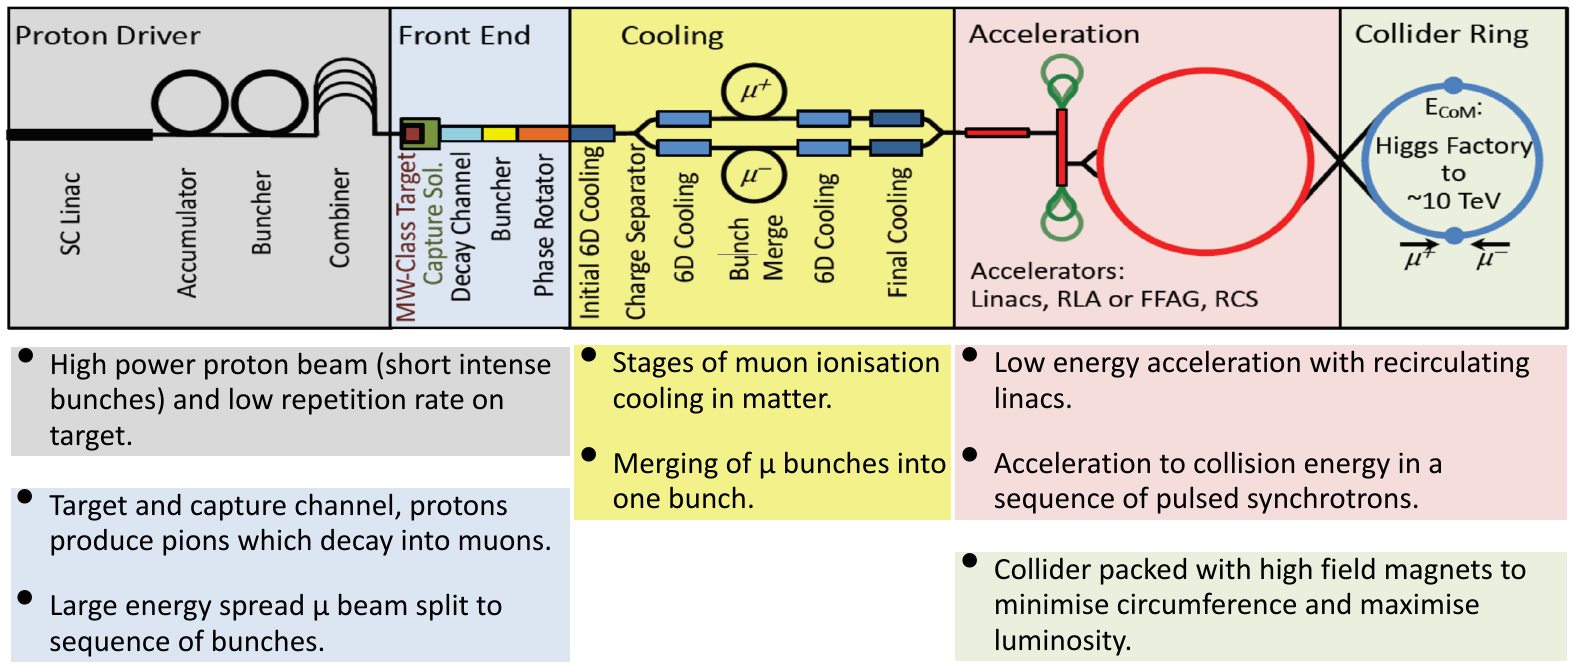 Proton Driver
SC Linac
Accumulator
Buncher
Combiner
Front End
MW-Class Target
Capture Sol.
Decay Channel
Buncher
Phase Rotator
Cooling
Initial 6D Cooling
Charge Separator
6D Cooling
μ+
μ−
Bunch
Merge
6D Cooling
Final Cooling
Acceleration
Accelerators:
Linacs, RLA or FFAG, RCS
Collider Ring
ECoM:
Higgs Factory
to
~10 TeV
μ+
μ−
• High power proton beam (short intense
bunches) and low repetition rate on
target.
• Target and capture channel, protons
produce pions which decay into muons.
• Large energy spread μ beam split to
sequence of bunches.
• Stages of muon ionisation
cooling in matter.
• Merging of μ bunches into
one bunch.
• Low energy acceleration with recirculating
linacs.
• Acceleration to collision energy in a
sequence of pulsed synchrotrons.
• Collider packed with high field magnets to
minimise circumference and maximise
luminosity.